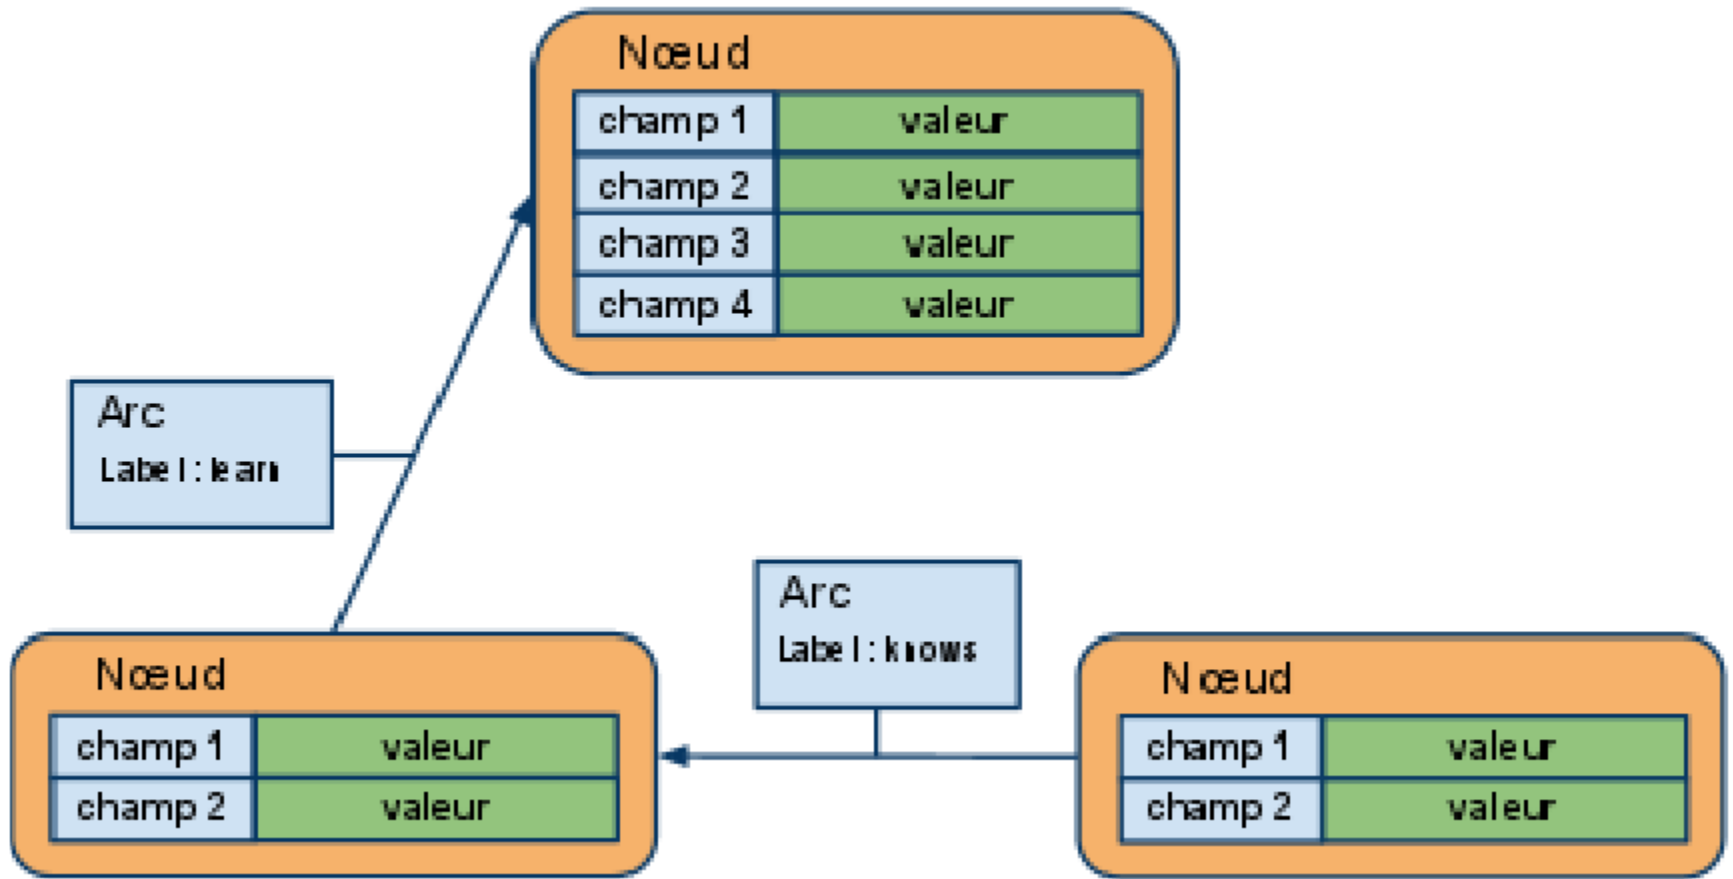 Nœud
champ 1 valeur
champ 2 valeur
champ 3 valeur
champ 4 valeur
Arc
Label : learn
Arc
Label : knows
Nœud
champ 1 valeur
champ 2 valeur
Nœud
champ 1 valeur
champ 2 valeur